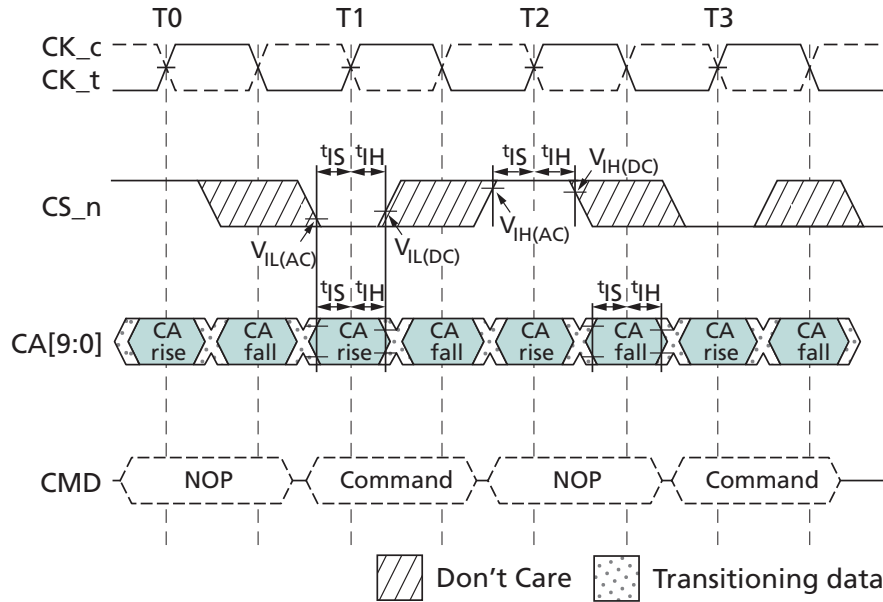 T0 T1 T2 T3
CK_c
CK_t
tIS tIH tIS tIH VIH(DC)
CS_n
VIL(AC) VIL(DC) VIH(AC)
tIS tIH tIS tIH
CA[9:0] CA rise CA fall CA rise CA fall CA rise CA fall CA rise CA fall
CMD NOP Command NOP Command
Don't Care Transitioning data